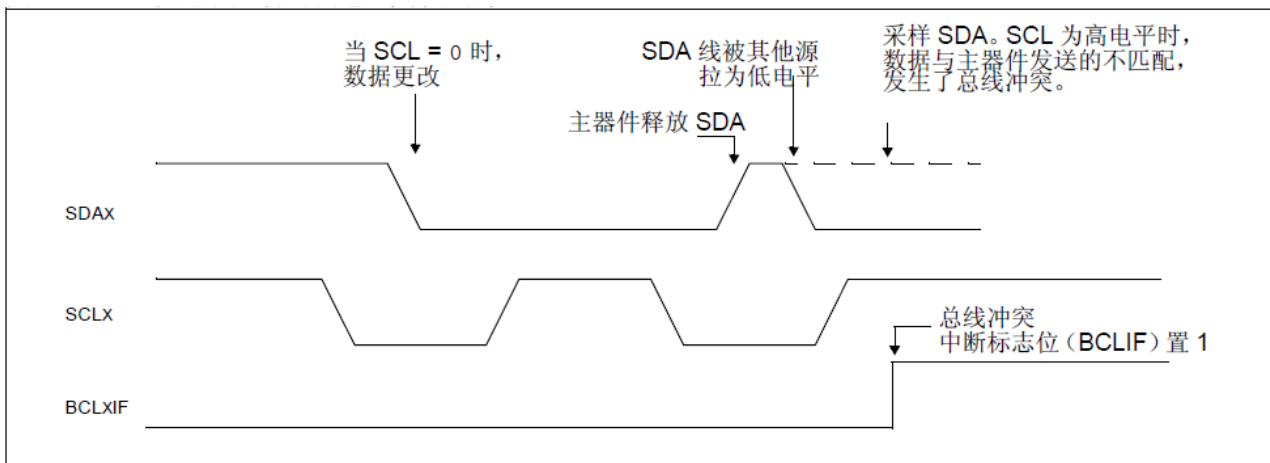 当 SCL = 0 时，
数据更改
SDA 线被其他源
拉为低电平
采样 SDA。SCL 为高电平时，
数据与主器件发送的不匹配，
发生了总线冲突。
主器件释放 SDA
SDAX
SCLX
总线冲突
中断标志位（BCLIF）置 1
BCLXIF